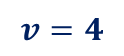 v = 4